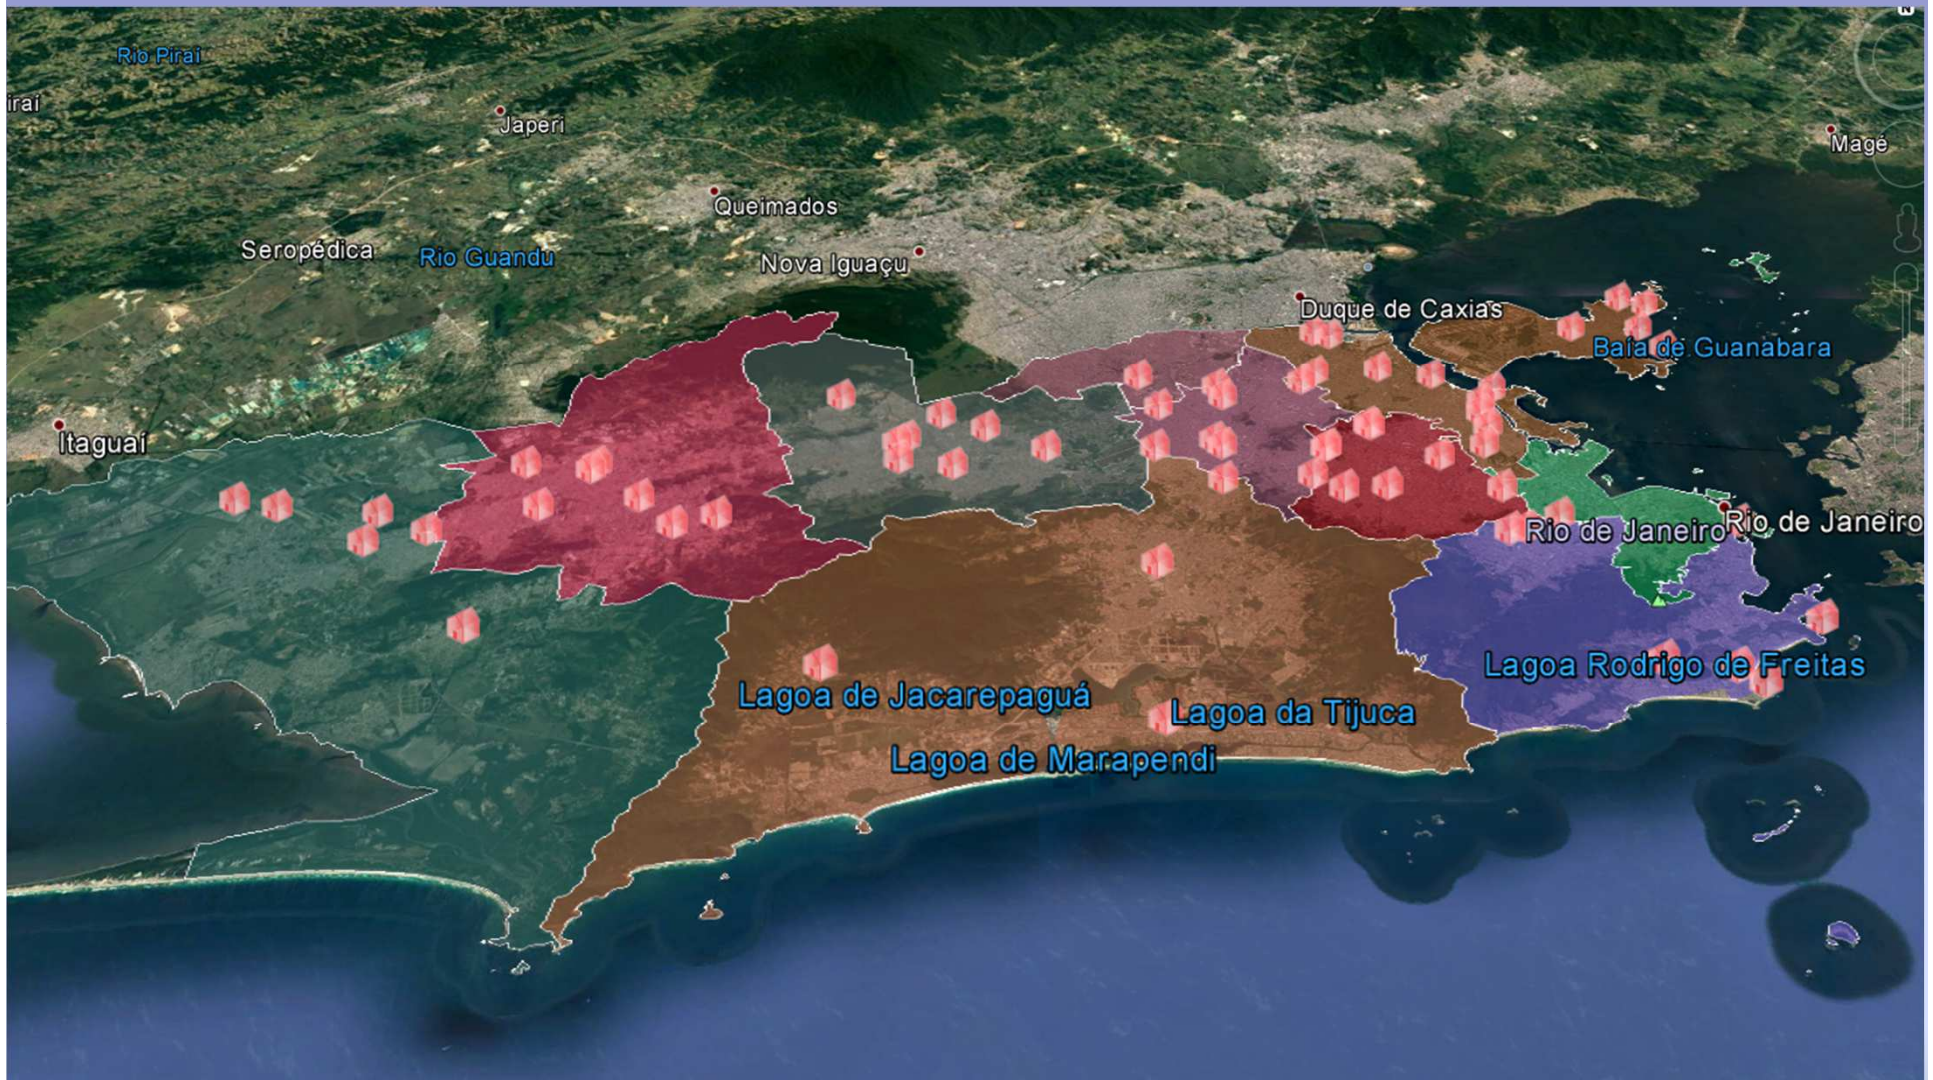 N
Rio Piraí
iraí
Japeri
Magé
Queimados
Seropédica
Rio Guandu
Nova Iguaçu
Duque de Caxias
Baía de Guanabara
Itaguaí
Rio de Janeiro
Rio de Janeiro
Lagoa Rodrigo de Freitas
Lagoa de Jacarepaguá
Lagoa da Tijuca
Lagoa de Marapendi